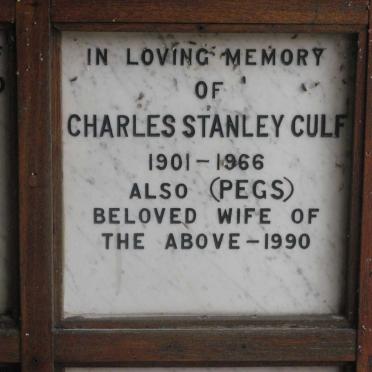 IN LOVING MEMORY
OF
CHARLES STANLEY CULF
1901-1966
ALSO (PEGS)
BELOVED WIFE OF
THE ABOVE-1990